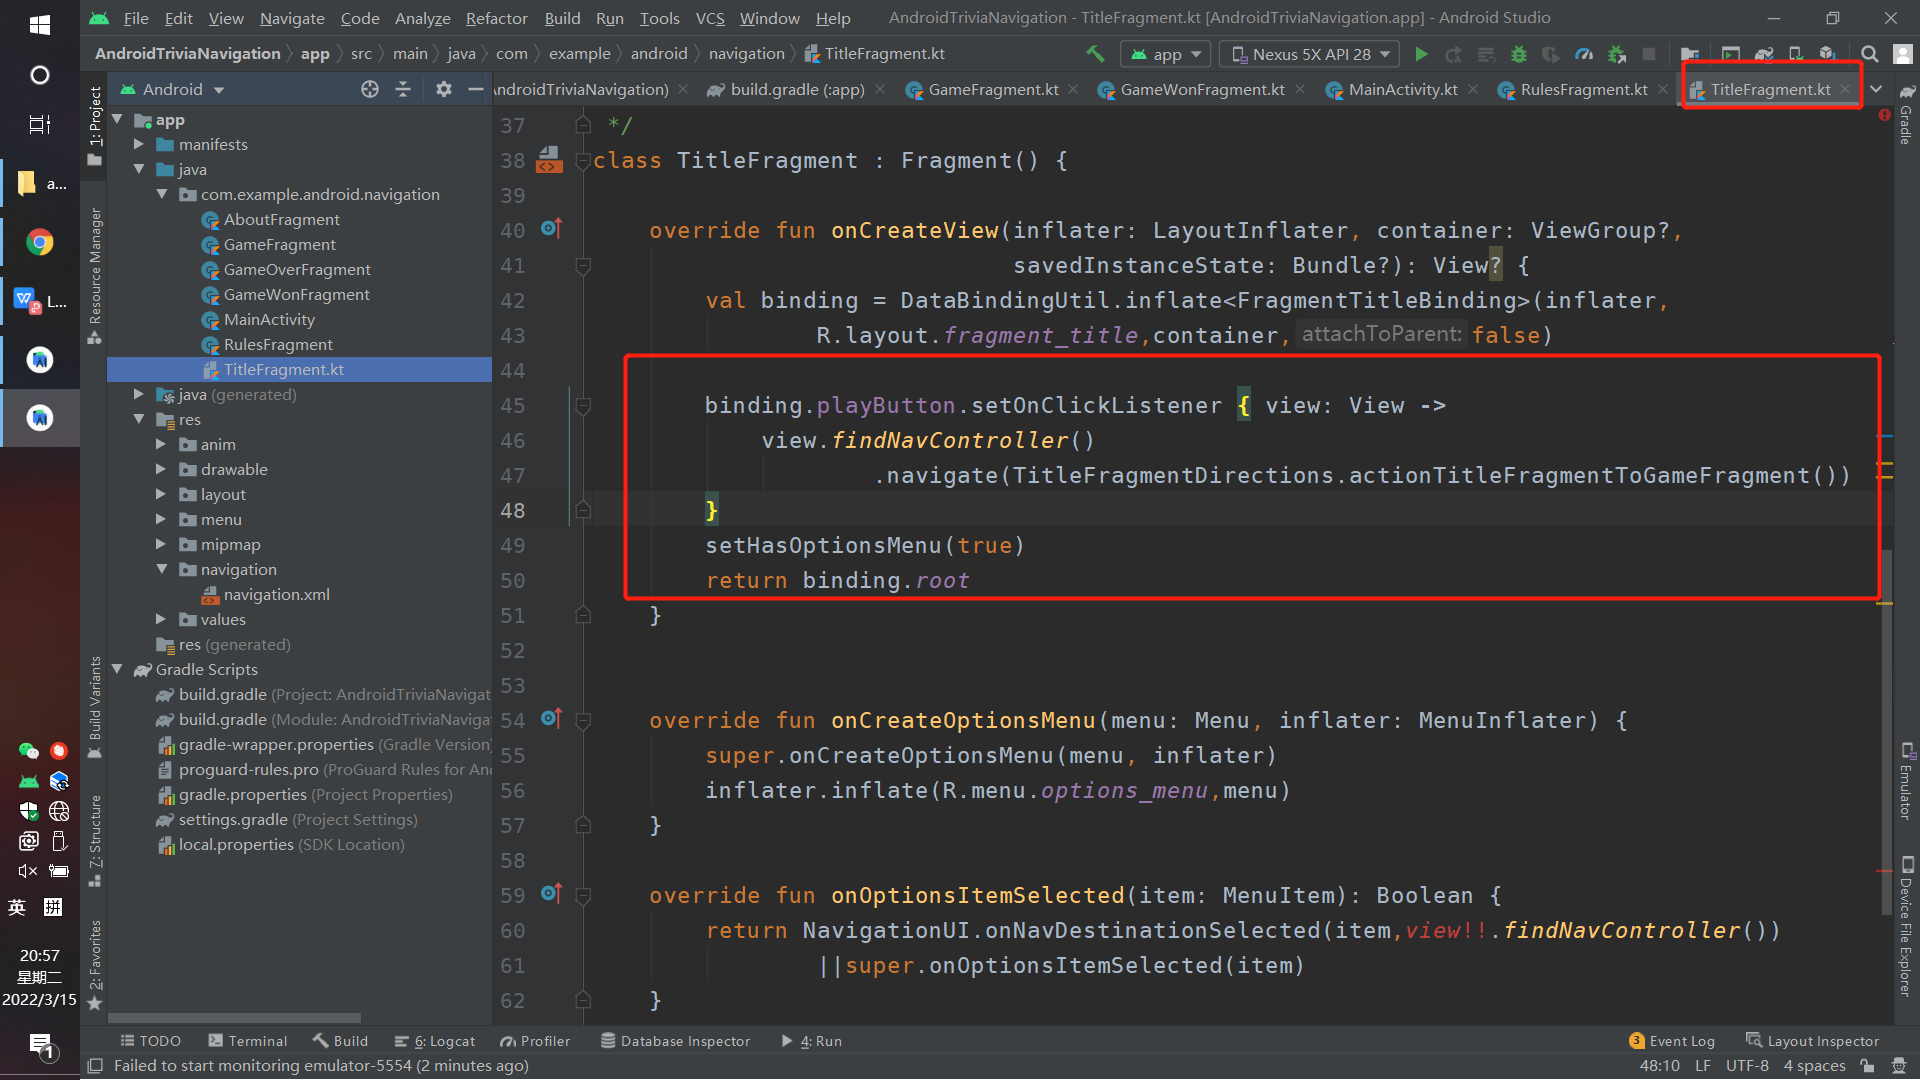 File Edit View Navigate Code Analyze Refactor Build Run Tools VCS Window Help AndroidTriviaNavigation - TitleFragment.kt [AndroidTriviaNavigation.app] - Android Studio
AndroidTriviaNavigation app src main java com example android navigation TitleFragment.kt app Nexus 5X API 28
1: Project
Resource Manager
Build Variants
7: Structure
2: Favorites
Android
app
manifests
java
com.example.android.navigation
AboutFragment
GameFragment
GameOverFragment
GameWonFragment
MainActivity
RulesFragment
TitleFragment.kt
java (generated)
res
anim
drawable
layout
menu
mipmap
navigation
navigation.xml
values
res (generated)
Gradle Scripts
build.gradle (Project: AndroidTriviaNavigat
build.gradle (Module: AndroidTriviaNaviga
gradle-wrapper.properties (Gradle Version)
proguard-rules.pro (ProGuard Rules for An
gradle.properties (Project Properties)
settings.gradle (Project Settings)
local.properties (SDK Location)
AndroidTriviaNavigation) build.gradle (:app) GameFragment.kt GameWonFragment.kt MainActivity.kt RulesFragment.kt TitleFragment.kt
37 */
38 class TitleFragment : Fragment() {
39
40 override fun onCreateView(inflater: LayoutInflater, container: ViewGroup?,
41 savedInstanceState: Bundle?): View? {
42 val binding = DataBindingUtil.inflate<FragmentTitleBinding>(inflater,
43 R.layout.fragment_title,container, attachToParent: false)
44
45 binding.playButton.setOnClickListener { view: View ->
46 view.findNavController()
47 .navigate(TitleFragmentDirections.actionTitleFragmentToGameFragment())
48 }
49 setHasOptionsMenu(true)
50 return binding.root
51 }
52
53
54 override fun onCreateOptionsMenu(menu: Menu, inflater: MenuInflater) {
55 super.onCreateOptionsMenu(menu, inflater)
56 inflater.inflate(R.menu.options_menu,menu)
57 }
58
59 override fun onOptionsItemSelected(item: MenuItem): Boolean {
60 return NavigationUI.onNavDestinationSelected(item,view!!.findNavController())
61 ||super.onOptionsItemSelected(item)
62 }
Gradle
Emulator
Device File Explorer
TODO Terminal Build 6: Logcat Profiler Database Inspector 4: Run 3 Event Log Layout Inspector
Failed to start monitoring emulator-5554 (2 minutes ago) 48:10 LF UTF-8 4 spaces
a...
L...
英 拼
20:57
星期二
2022/3/15
1